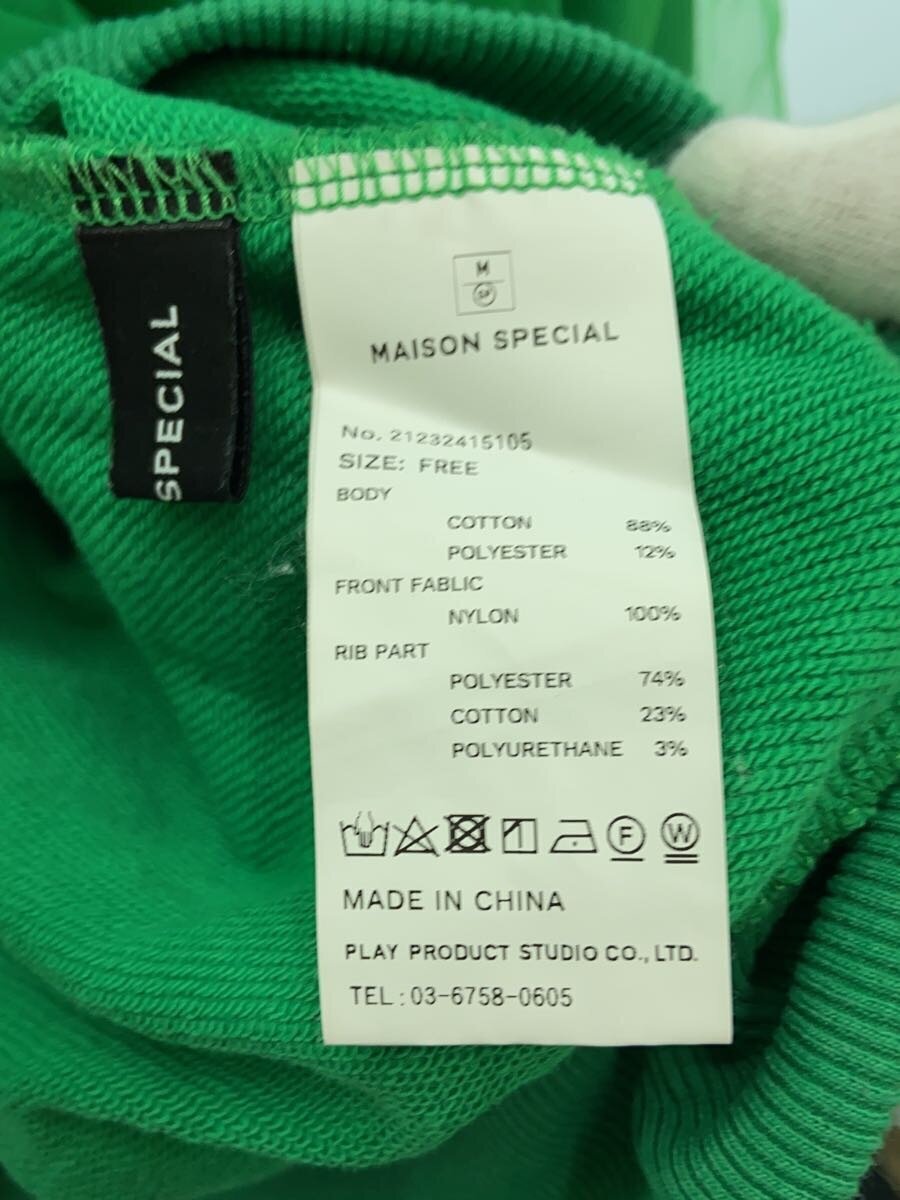 SPECIAL
M
SP
MAISON SPECIAL
No. 21232415105
SIZE: FREE
BODY
COTTON 88%
POLYESTER 12%
FRONT FABLIC
NYLON 100%
RIB PART
POLYESTER 74%
COTTON 23%
POLYURETHANE 3%
F W
MADE IN CHINA
PLAY PRODUCT STUDIO CO., LTD.
TEL : 03-6758-0605